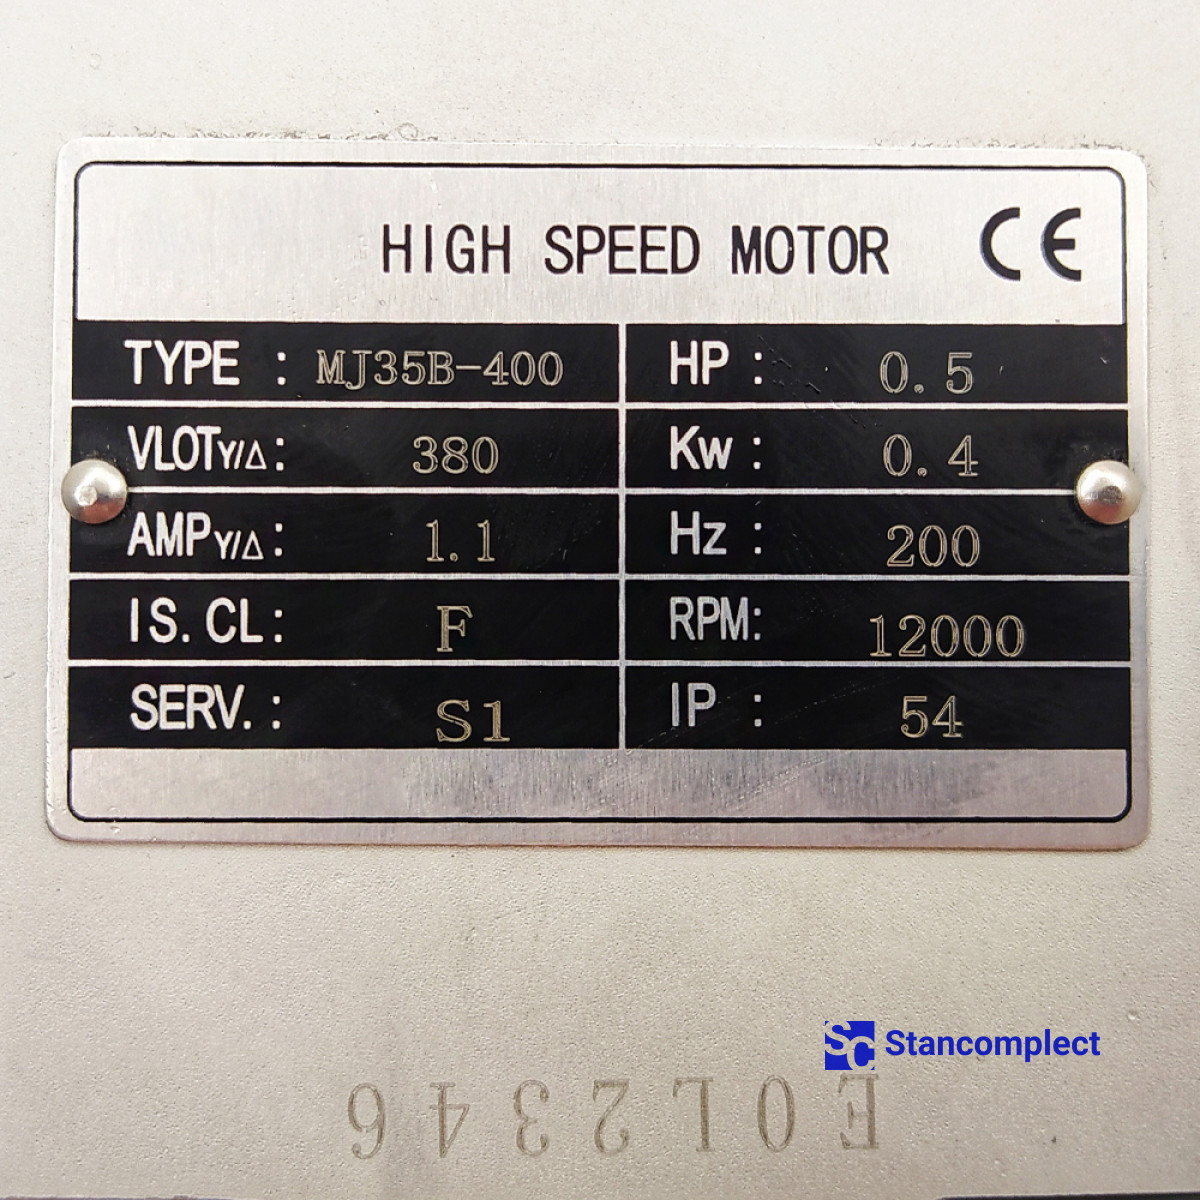 HIGH SPEED MOTOR CE
TYPE : MJ35B-400 HP : 0.5
VLOTY/Δ: 380 Kw : 0.4
AMPY/Δ: 1.1 Hz : 200
IS.CL: F RPM: 12000
SERV.: S1 IP : 54
SC Stancomplect
E0L2346